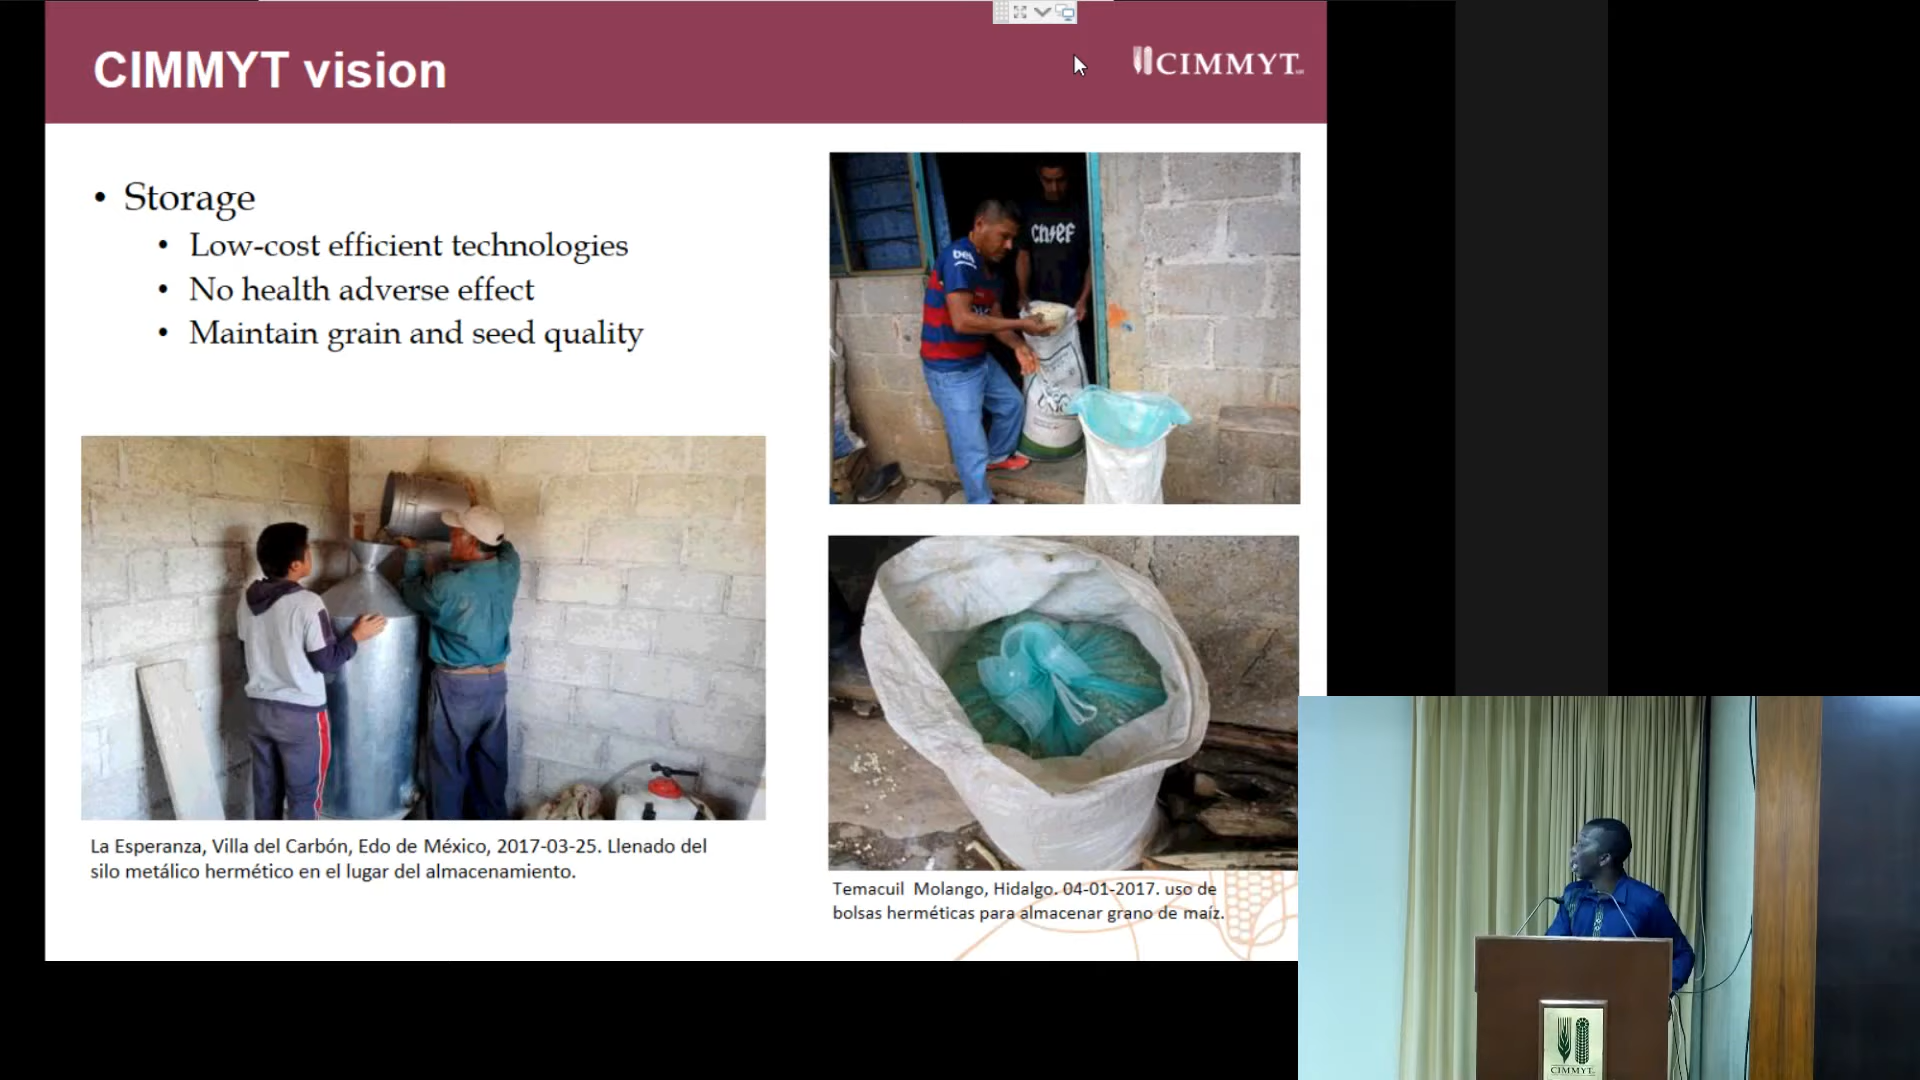 CIMMYT vision
CIMMYT
• Storage
• Low-cost efficient technologies
• No health adverse effect
• Maintain grain and seed quality
chief
La Esperanza, Villa del Carbón, Edo de México, 2017-03-25. Llenado del
silo metálico hermético en el lugar del almacenamiento.
Temacuil Molango, Hidalgo. 04-01-2017. uso de
bolsas herméticas para almacenar grano de maíz.
CIMMYT